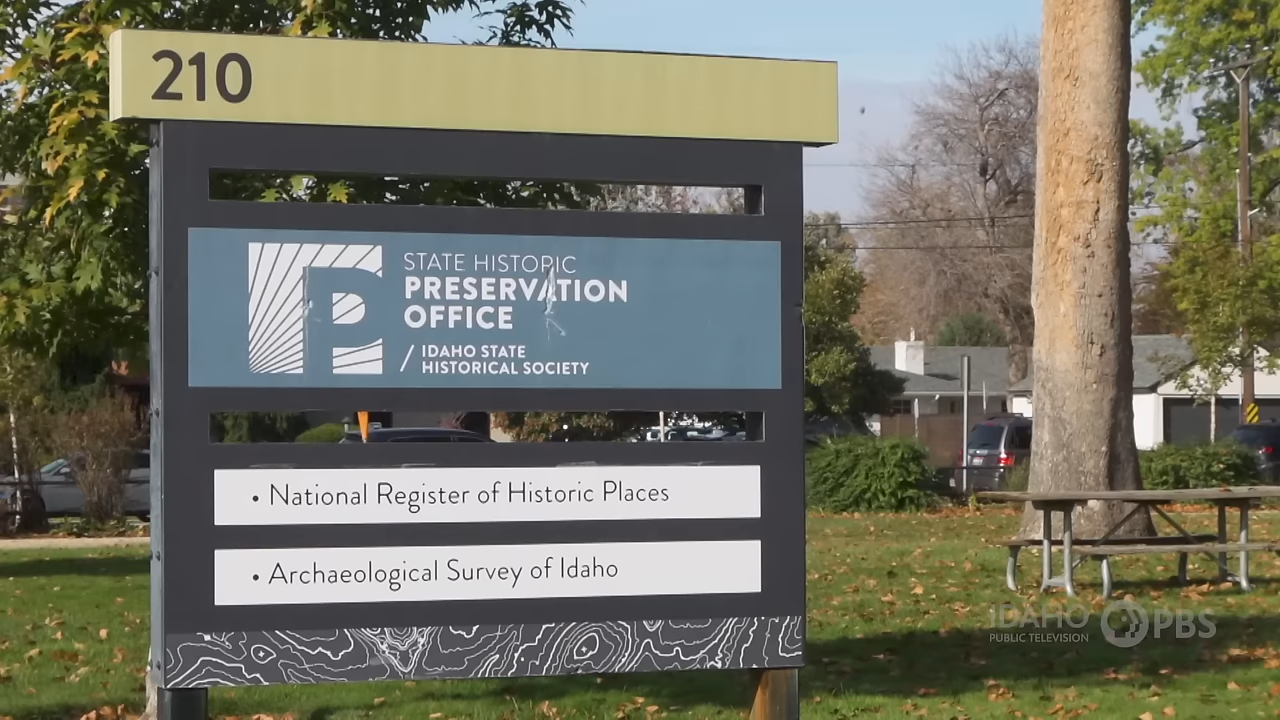 210
STATE HISTORIC
PRESERVATION
OFFICE
/ IDAHO STATE
HISTORICAL SOCIETY
• National Register of Historic Places
• Archaeological Survey of Idaho
IDAHO
PUBLIC TELEVISION
PBS